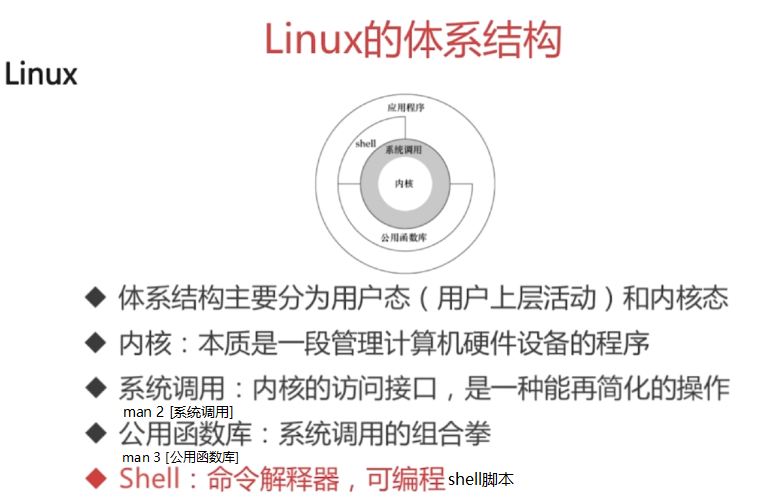 Linux的体系结构
Linux
应用程序
shell
系统调用
内核
公用函数库
◆ 体系结构主要分为用户态（用户上层活动）和内核态
◆ 内核：本质是一段管理计算机硬件设备的程序
◆ 系统调用：内核的访问接口，是一种能再简化的操作
man 2 [系统调用]
◆ 公用函数库：系统调用的组合拳
man 3 [公用函数库]
◆ Shell：命令解释器，可编程 shell脚本